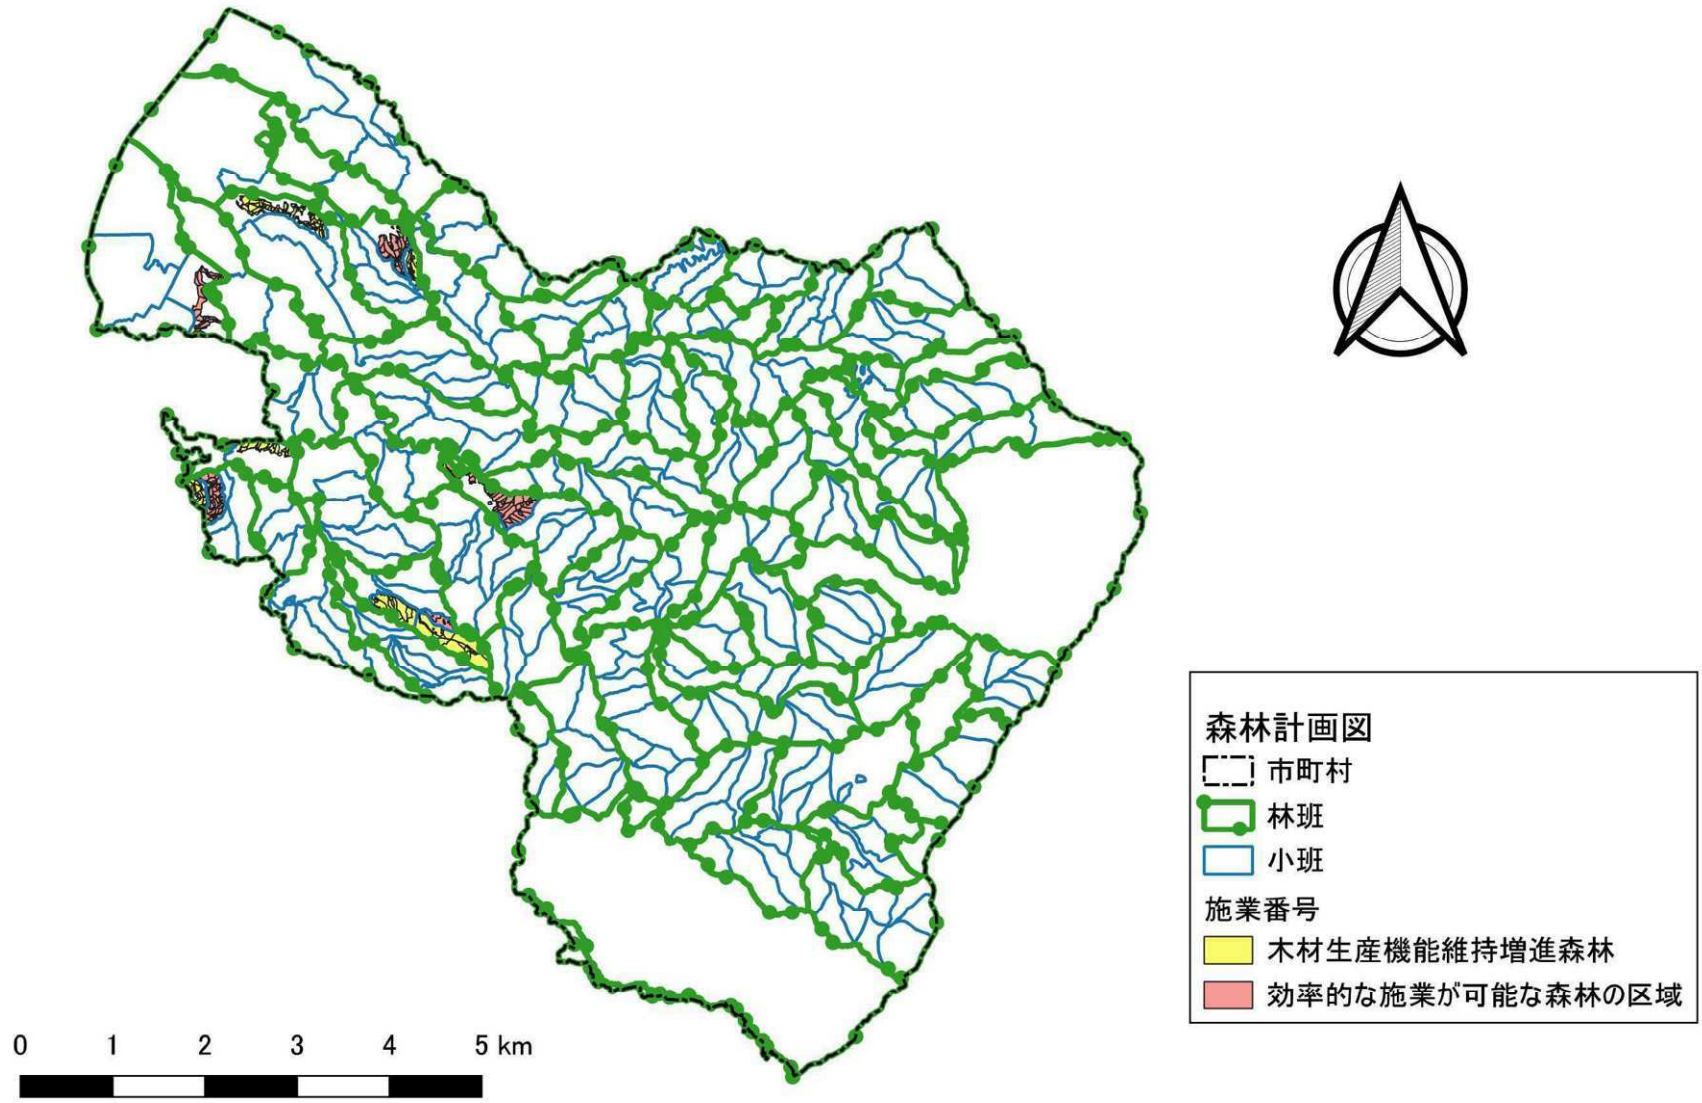 森林計画図
市町村
林班
小班
施業番号
木材生産機能維持増進森林
効率的な施業が可能な森林の区域
0 1 2 3 4 5 km